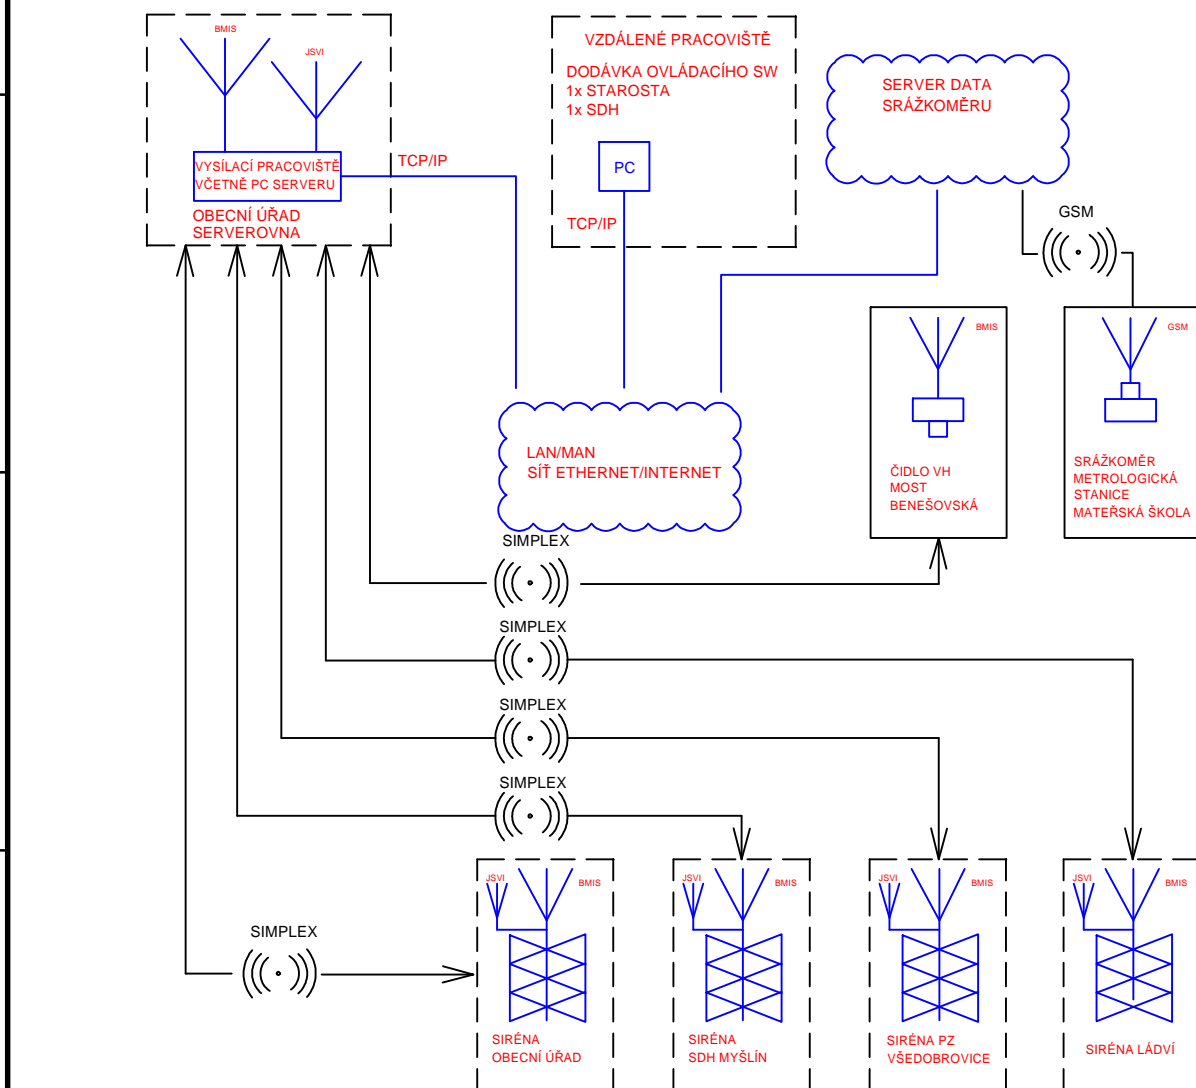 BMIS
JSVI
VYSÍLACÍ PRACOVIŠTĚ
VČETNĚ PC SERVERU
OBECNÍ ÚŘAD
SERVEROVNA
TCP/IP
VZDÁLENÉ PRACOVIŠTĚ
DODÁVKA OVLÁDACÍHO SW
1x STAROSTA
1x SDH
PC
TCP/IP
SERVER DATA
SRÁŽKOMĚRU
GSM
BMIS
ČIDLO VH
MOST
BENEŠOVSKÁ
GSM
SRÁŽKOMĚR
METROLOGICKÁ
STANICE
MATEŘSKÁ ŠKOLA
LAN/MAN
SÍŤ ETHERNET/INTERNET
SIMPLEX
SIMPLEX
SIMPLEX
SIMPLEX
SIMPLEX
JSVI
BMIS
SIRÉNA
OBECNÍ ÚŘAD
JSVI
BMIS
SIRÉNA
SDH MYŠLÍN
JSVI
BMIS
SIRÉNA PZ
VŠEDOBROVICE
JSVI
BMIS
SIRÉNA LÁDVÍ